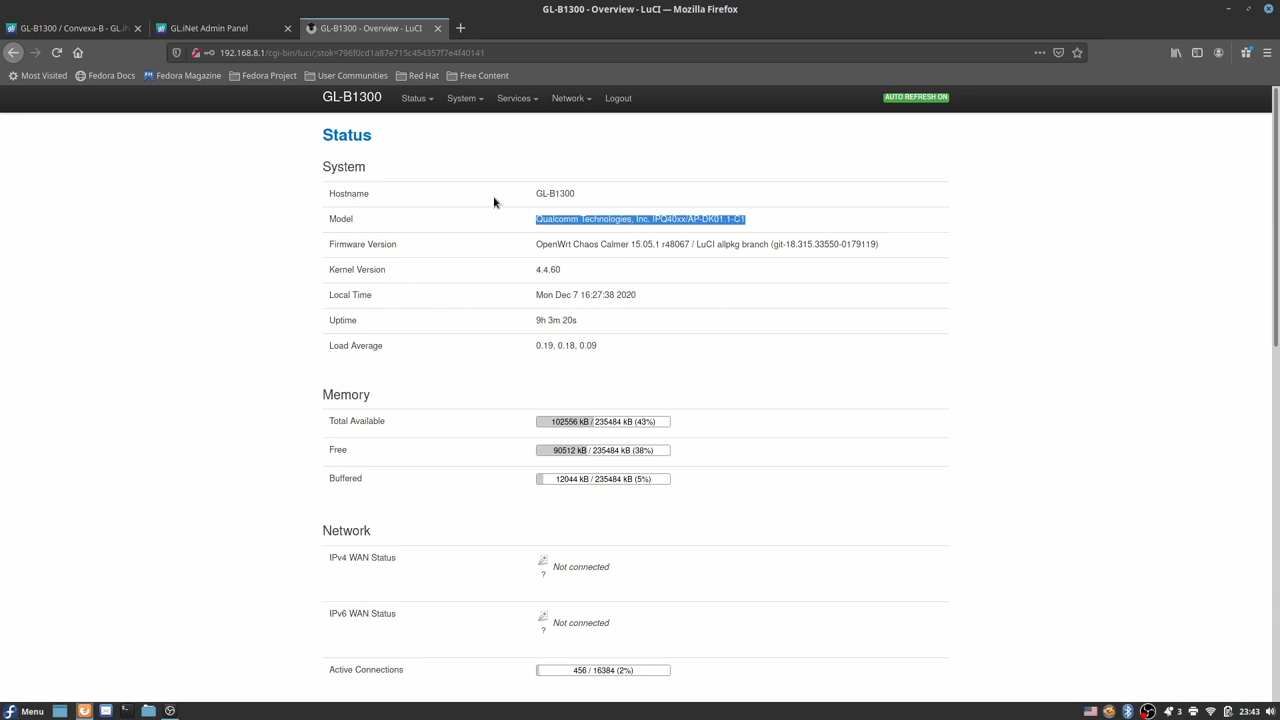 GL-B1300 - Overview - LuCI — Mozilla Firefox
GL-B1300 / Convexa-B - GL.iN
GL.iNet Admin Panel
GL-B1300 - Overview - LuCI
192.168.8.1/cgi-bin/luci/;stok=796f0cd1a87e715c454357f7e4f40141
Most Visited
Fedora Docs
Fedora Magazine
Fedora Project
User Communities
Red Hat
Free Content
GL-B1300
Status
System
Services
Network
Logout
AUTO REFRESH ON
Status
System
Hostname GL-B1300
Model Qualcomm Technologies, Inc. IPQ40xx/AP-DK01.1-C1
Firmware Version OpenWrt Chaos Calmer 15.05.1 r48067 / LuCI allpkg branch (git-18.315.33550-0179119)
Kernel Version 4.4.60
Local Time Mon Dec 7 16:27:38 2020
Uptime 9h 3m 20s
Load Average 0.19, 0.18, 0.09
Memory
Total Available 102556 kB / 235484 kB (43%)
Free 90512 kB / 235484 kB (38%)
Buffered 12044 kB / 235484 kB (5%)
Network
IPv4 WAN Status Not connected
?
IPv6 WAN Status Not connected
?
Active Connections 456 / 16384 (2%)
Menu
3
23:43